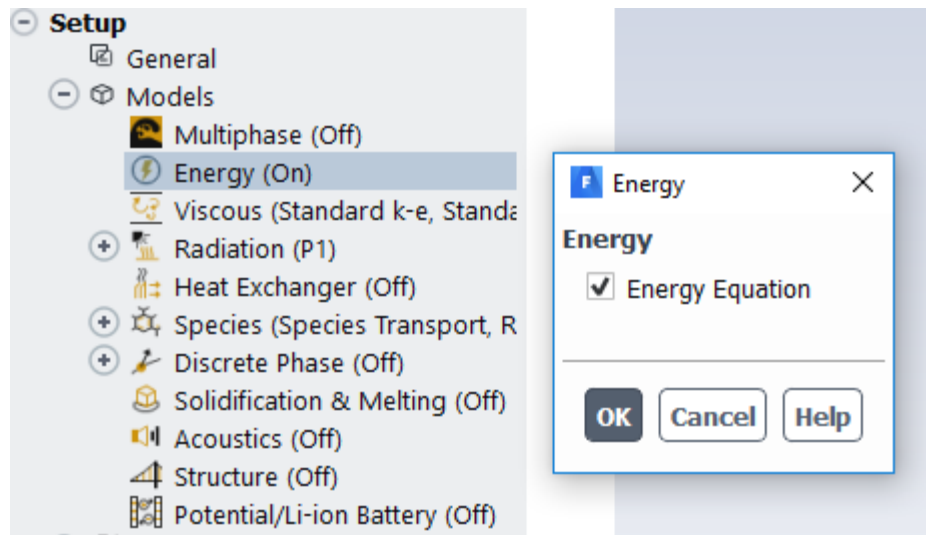 Setup
General
Models
Multiphase (Off)
Energy (On)
Viscous (Standard k-e, Standa
Radiation (P1)
Heat Exchanger (Off)
Species (Species Transport, R
Discrete Phase (Off)
Solidification & Melting (Off)
Acoustics (Off)
Structure (Off)
Potential/Li-ion Battery (Off)
F Energy
Energy
Energy Equation
OK Cancel Help